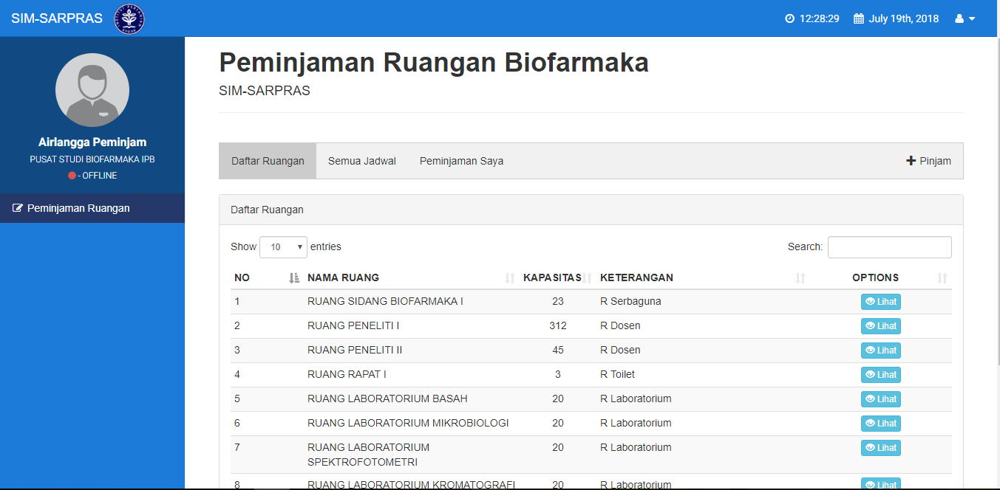 SIM-SARPRAS
INSTITUT PERTANIAN
BOGOR
12:28:29 July 19th, 2018
Airlangga Peminjam
PUSAT STUDI BIOFARMAKA IPB
- OFFLINE
Peminjaman Ruangan
Peminjaman Ruangan Biofarmaka
SIM-SARPRAS
Daftar Ruangan Semua Jadwal Peminjaman Saya Pinjam
Daftar Ruangan
Show 10 entries Search:
NO NAMA RUANG KAPASITAS KETERANGAN OPTIONS
1 RUANG SIDANG BIOFARMAKA I 23 R Serbaguna Lihat
2 RUANG PENELITI I 312 R Dosen Lihat
3 RUANG PENELITI II 45 R Dosen Lihat
4 RUANG RAPAT I 3 R Toilet Lihat
5 RUANG LABORATORIUM BASAH 20 R Laboratorium Lihat
6 RUANG LABORATORIUM MIKROBIOLOGI 20 R Laboratorium Lihat
7 RUANG LABORATORIUM 20 R Laboratorium Lihat
SPEKTROFOTOMETRI
8 RUANG LABORATORIUM KROMATOGRAFI 20 R Laboratorium Lihat